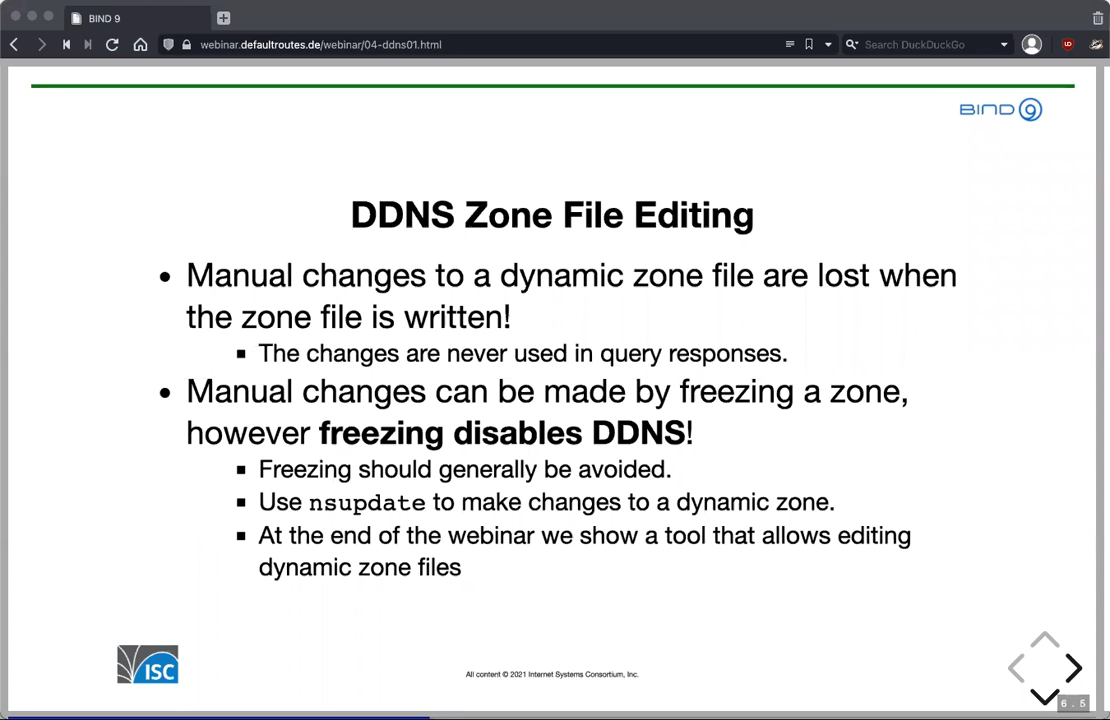 BIND 9
webinar.defaultroutes.de/webinar/04-ddns01.html
Search DuckDuckGo
BIND 9
DDNS Zone File Editing
• Manual changes to a dynamic zone file are lost when
the zone file is written!
▪ The changes are never used in query responses.
• Manual changes can be made by freezing a zone,
however freezing disables DDNS!
▪ Freezing should generally be avoided.
▪ Use nsupdate to make changes to a dynamic zone.
▪ At the end of the webinar we show a tool that allows editing
dynamic zone files
ISC
All content © 2021 Internet Systems Consortium, Inc.
6 . 5